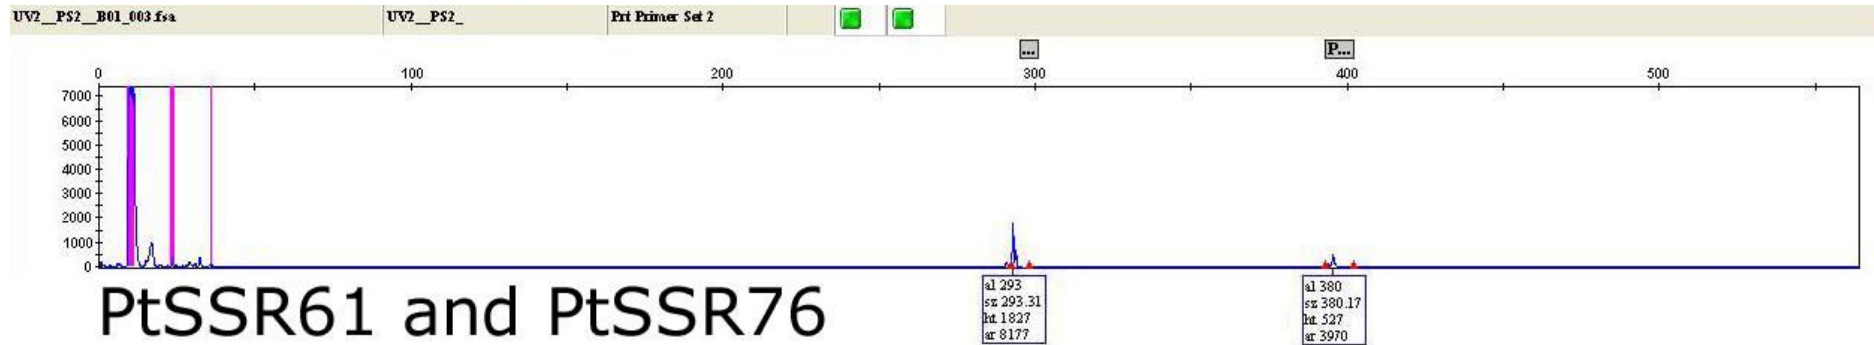 UV2__PS2__B01_003.fsa UV2__PS2_ Prt Primer Set 2
... P...
0 100 200 300 400 500
7000
6000
5000
4000
3000
2000
1000
0
al 293
sz 293.31
ht 1827
ar 8177
al 380
sz 380.17
ht 527
ar 3970
PtSSR61 and PtSSR76